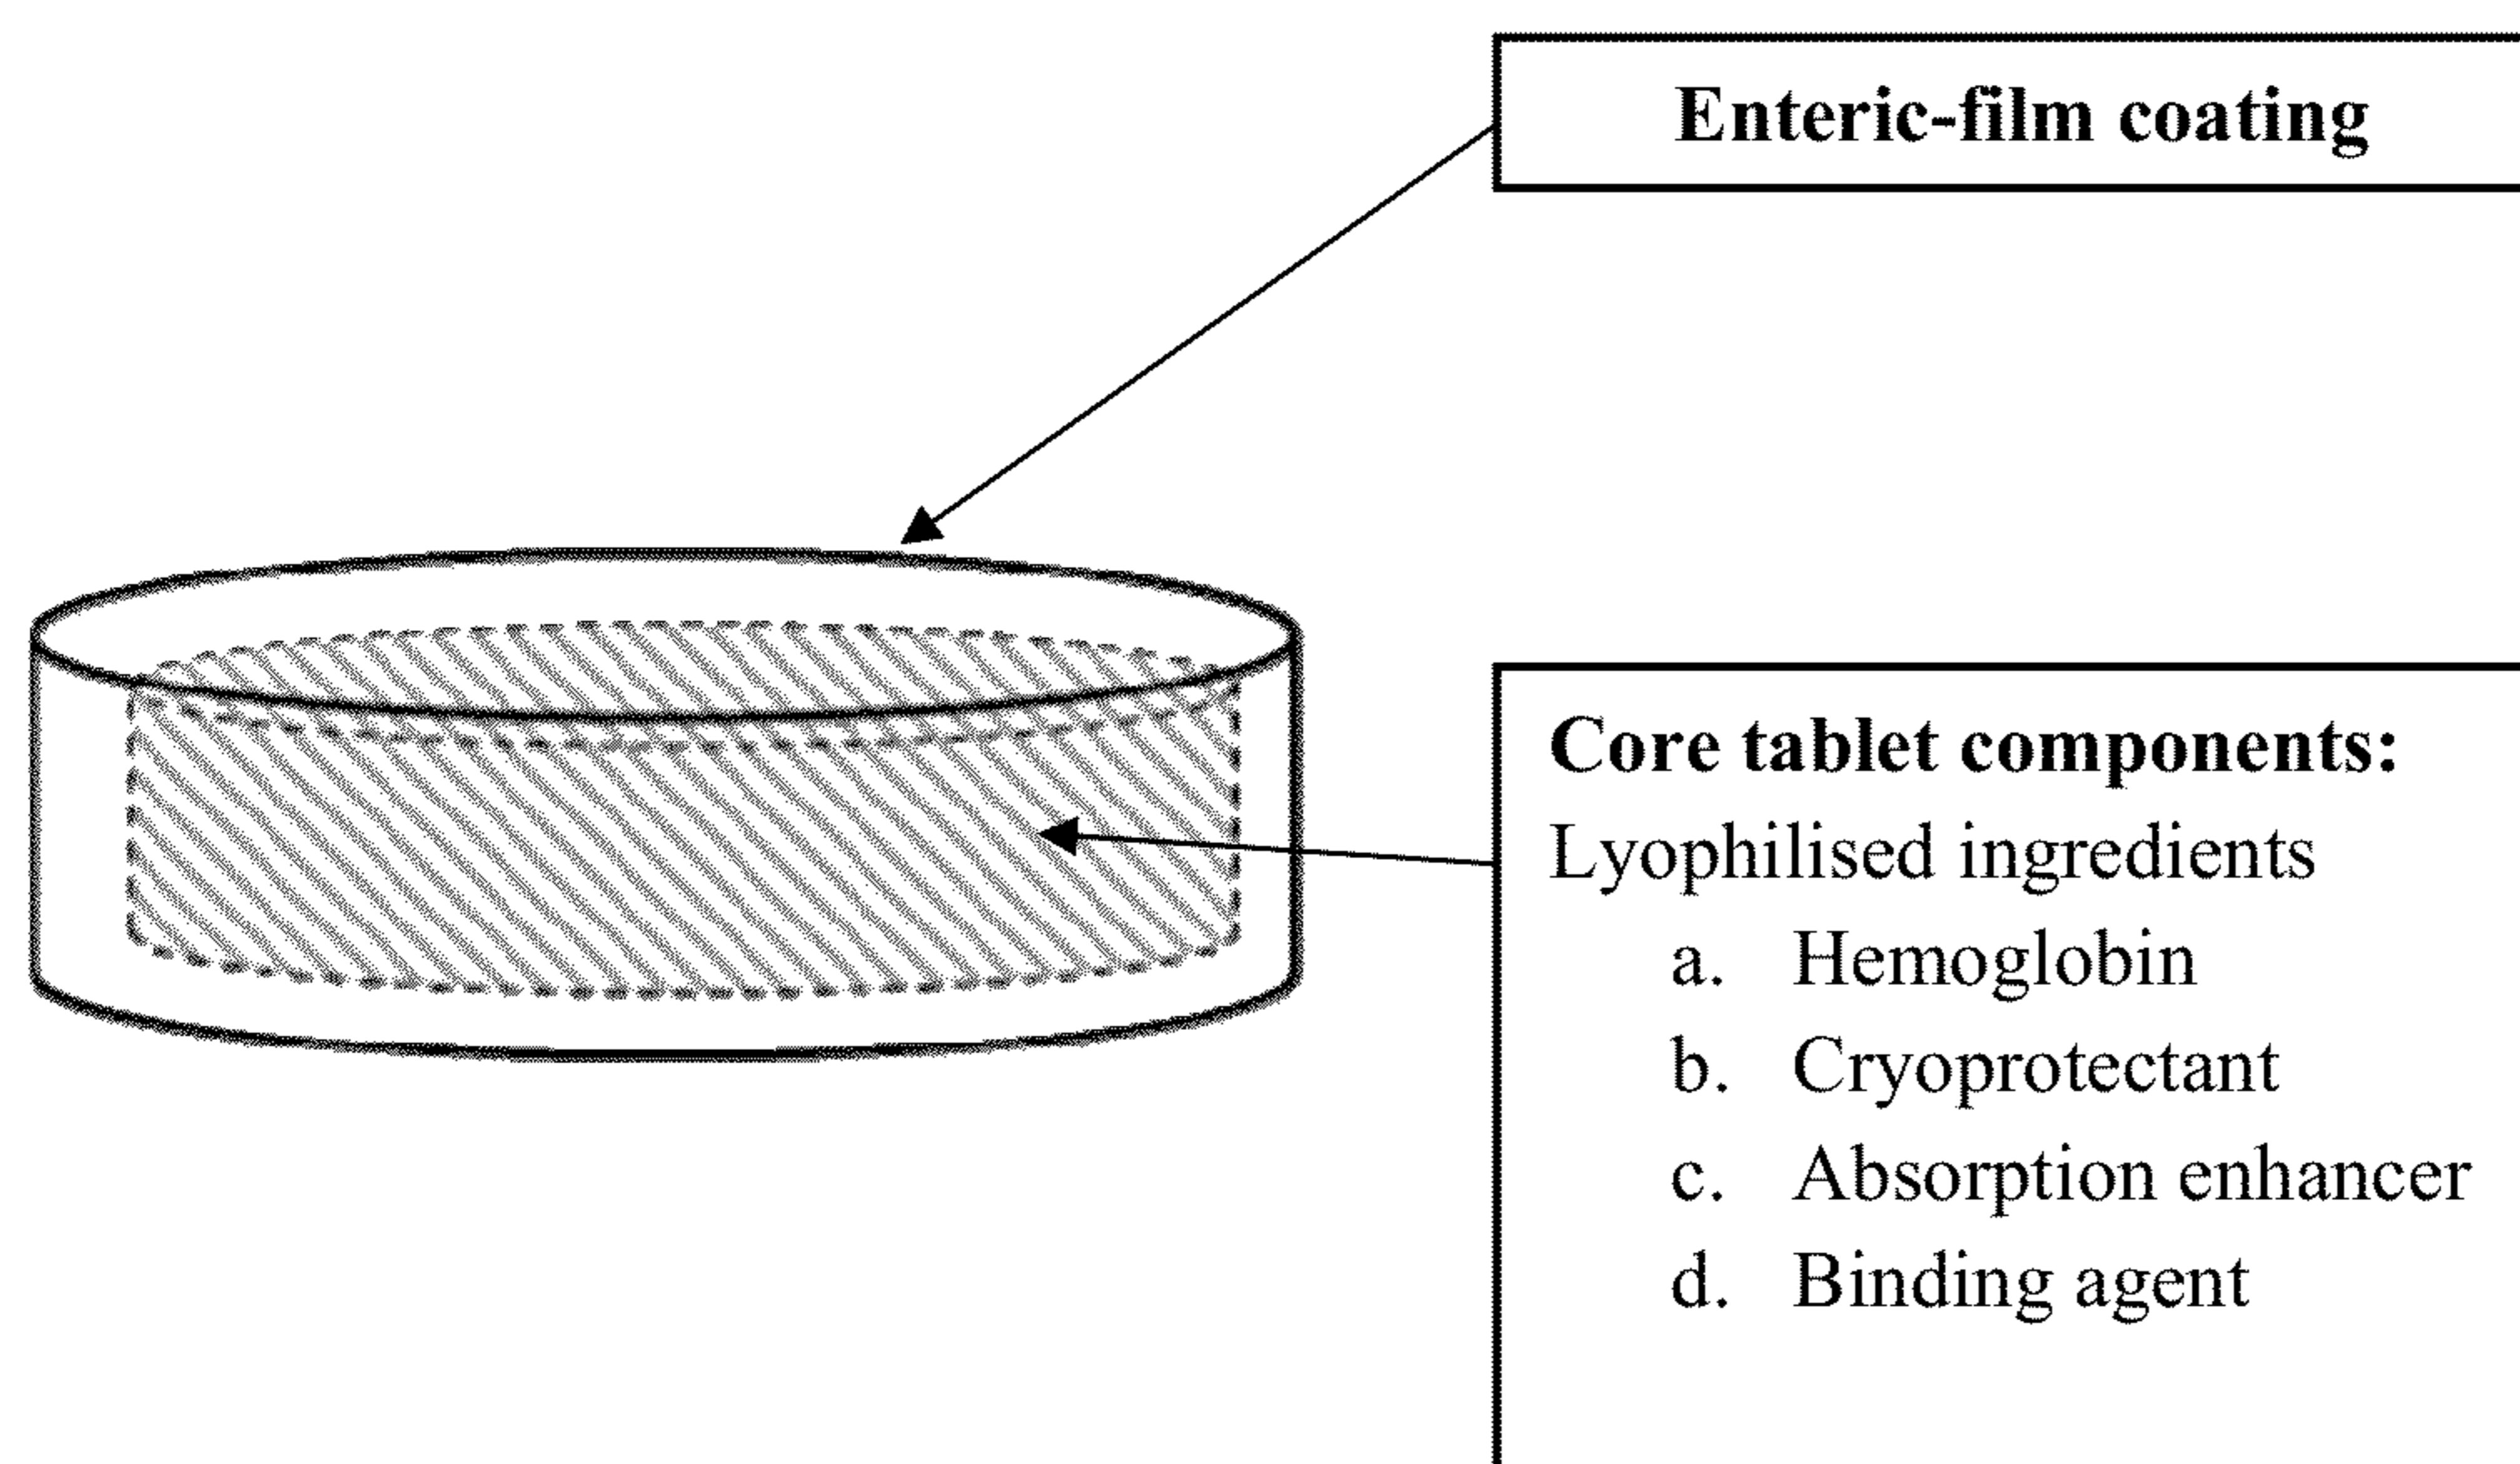 Enteric-film coating
Core tablet components:
Lyophilised ingredients
a. Hemoglobin
b. Cryoprotectant
c. Absorption enhancer
d. Binding agent